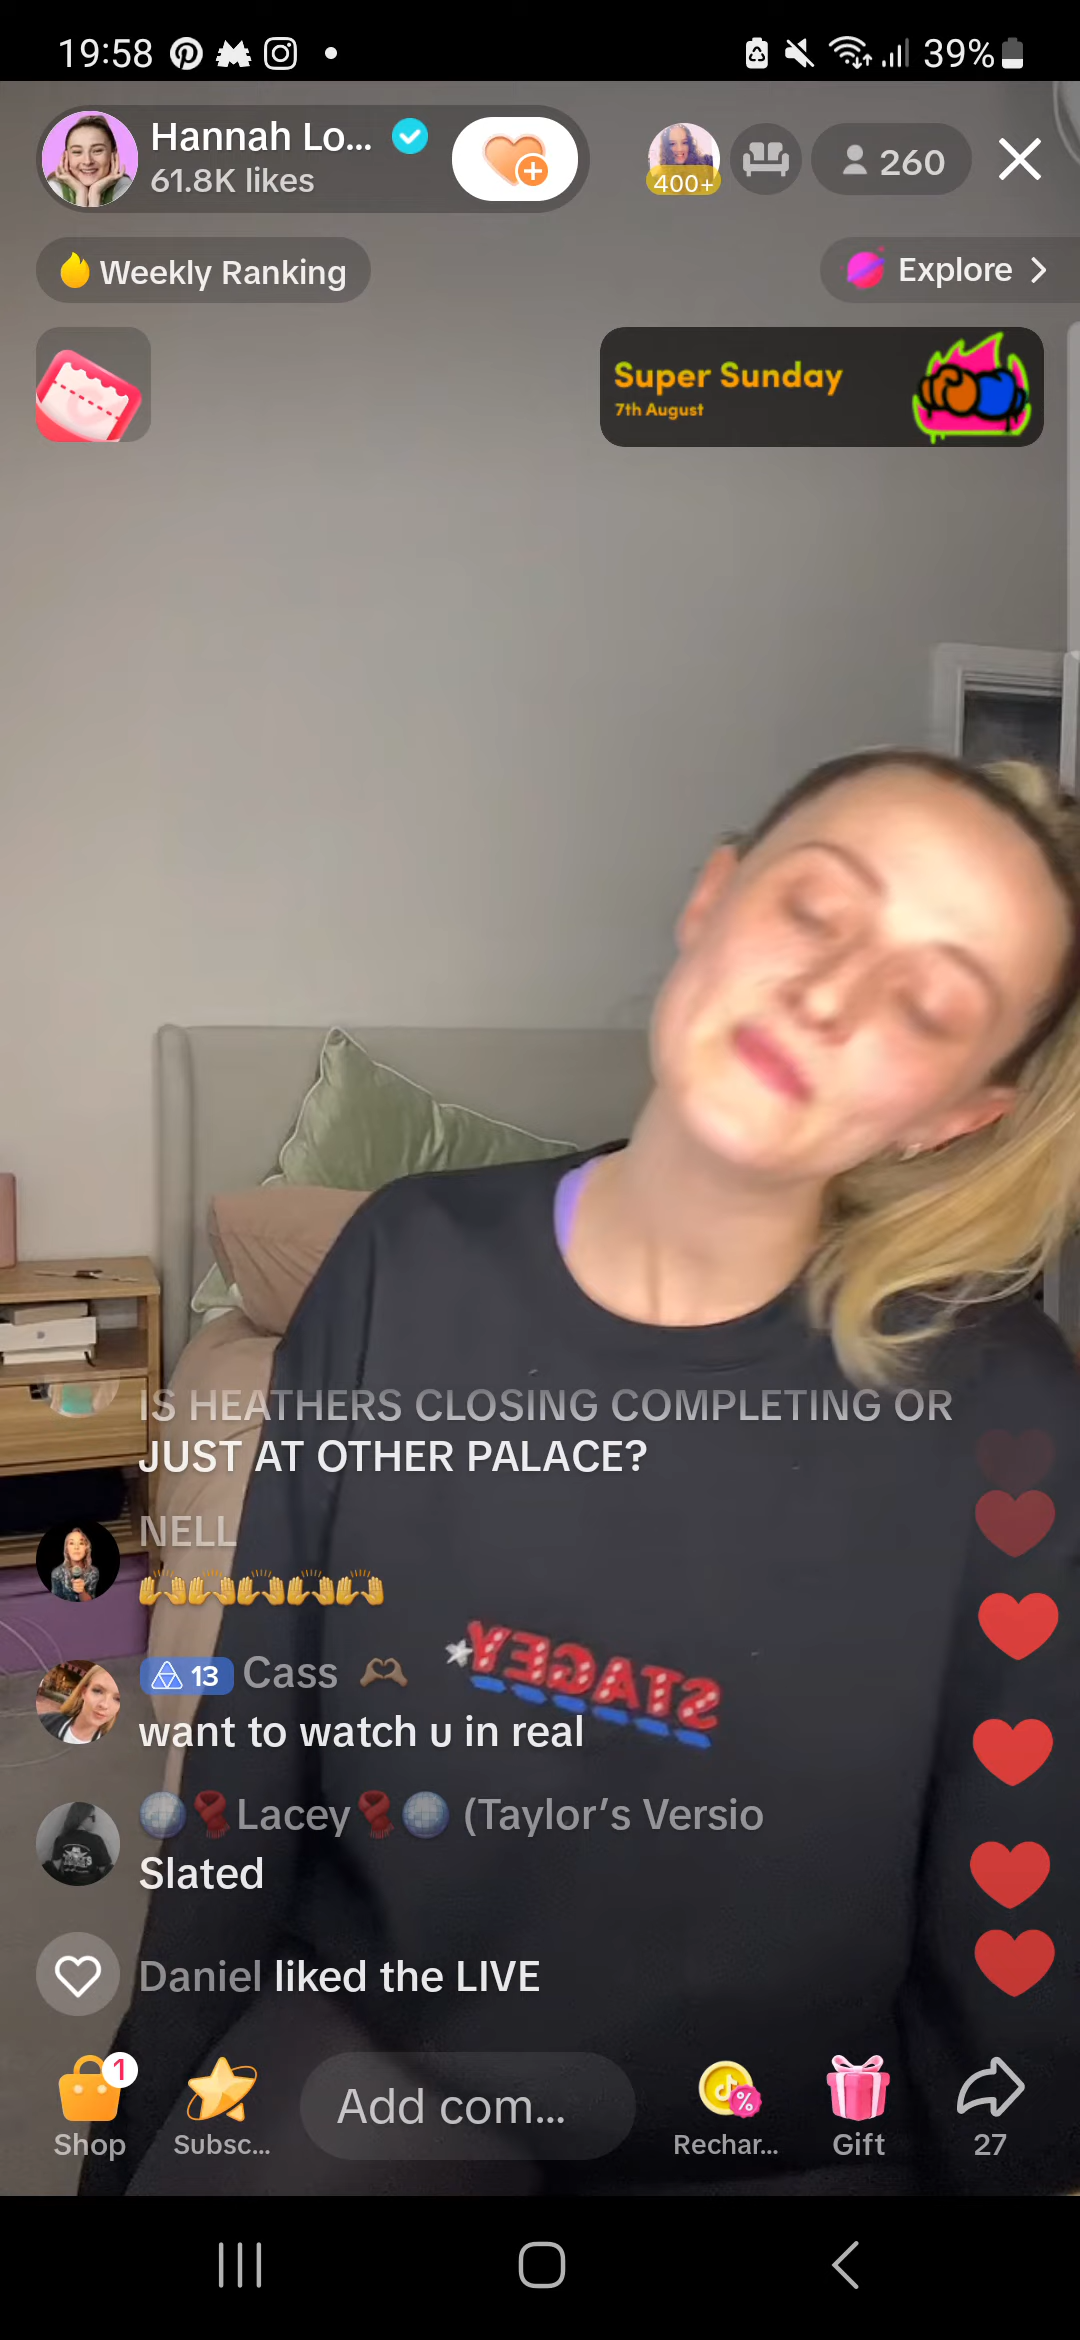 19:58
39%
Hannah Lo...
61.8K likes
400+
260
Weekly Ranking
Explore
Super Sunday
7th August
IS HEATHERS CLOSING COMPLETING OR
JUST AT OTHER PALACE?
NELL
🙌🙌🙌🙌🙌
13 Cass 🫶🏽
want to watch u in real
STAGEY
🪩🧣Lacey🧣🪩 (Taylor’s Versio
Slated
Daniel liked the LIVE
1
Shop
Subsc...
Add com...
%
Rechar...
Gift
27